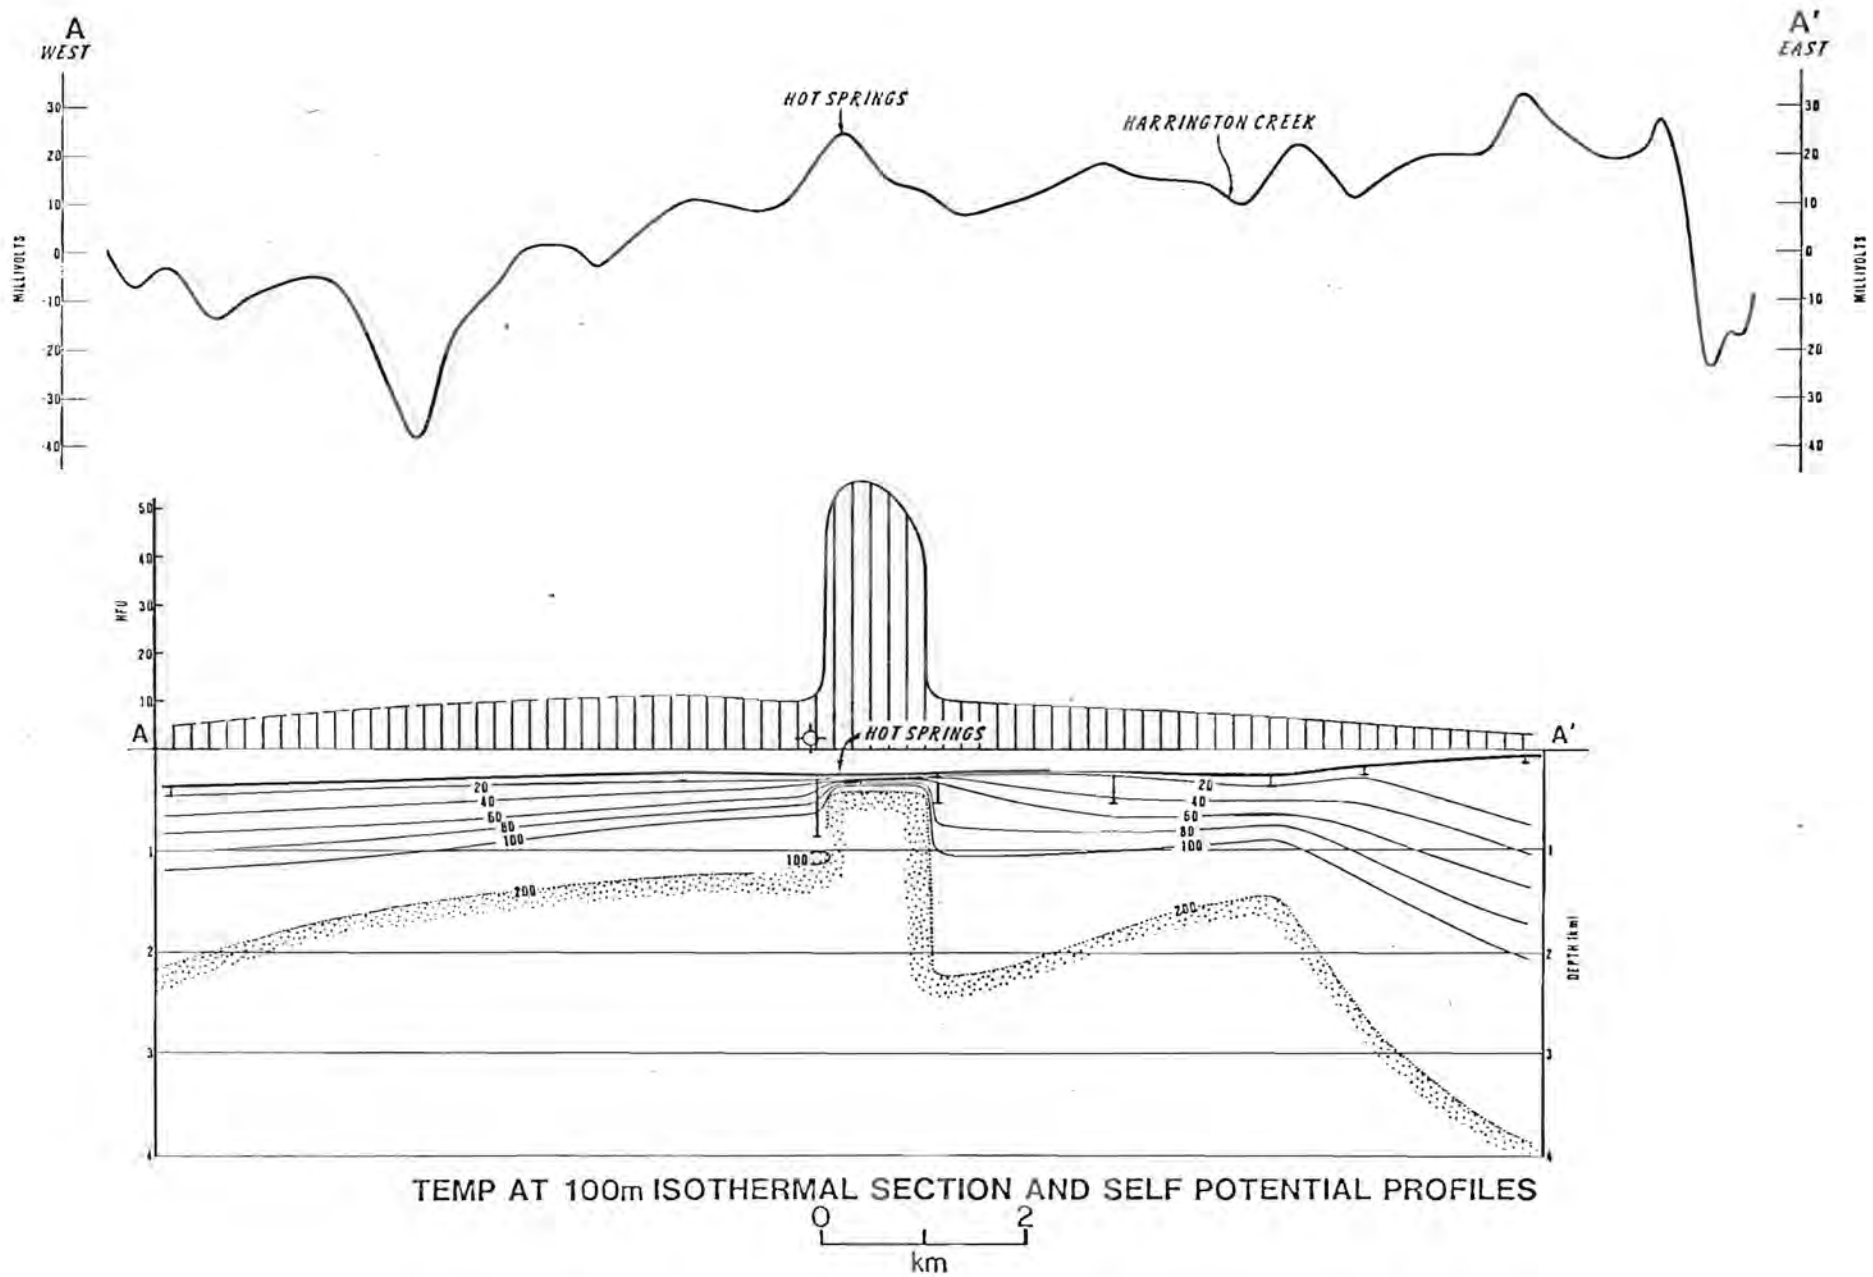 A
WEST
A'
EAST
30
20
10
0
-10
-20
-30
-40
MILLIVOLTS
HOT SPRINGS
HARRINGTON CREEK
30
20
10
0
-10
-20
-30
-40
MILLIVOLTS
50
40
30
20
10
HFU
A
HOT SPRINGS
A'
20
40
60
80
100
20
40
60
80
100
100
200
200
1
2
3
4
1
2
3
4
DEPTH (km)
TEMP AT 100m ISOTHERMAL SECTION AND SELF POTENTIAL PROFILES
0 2
km